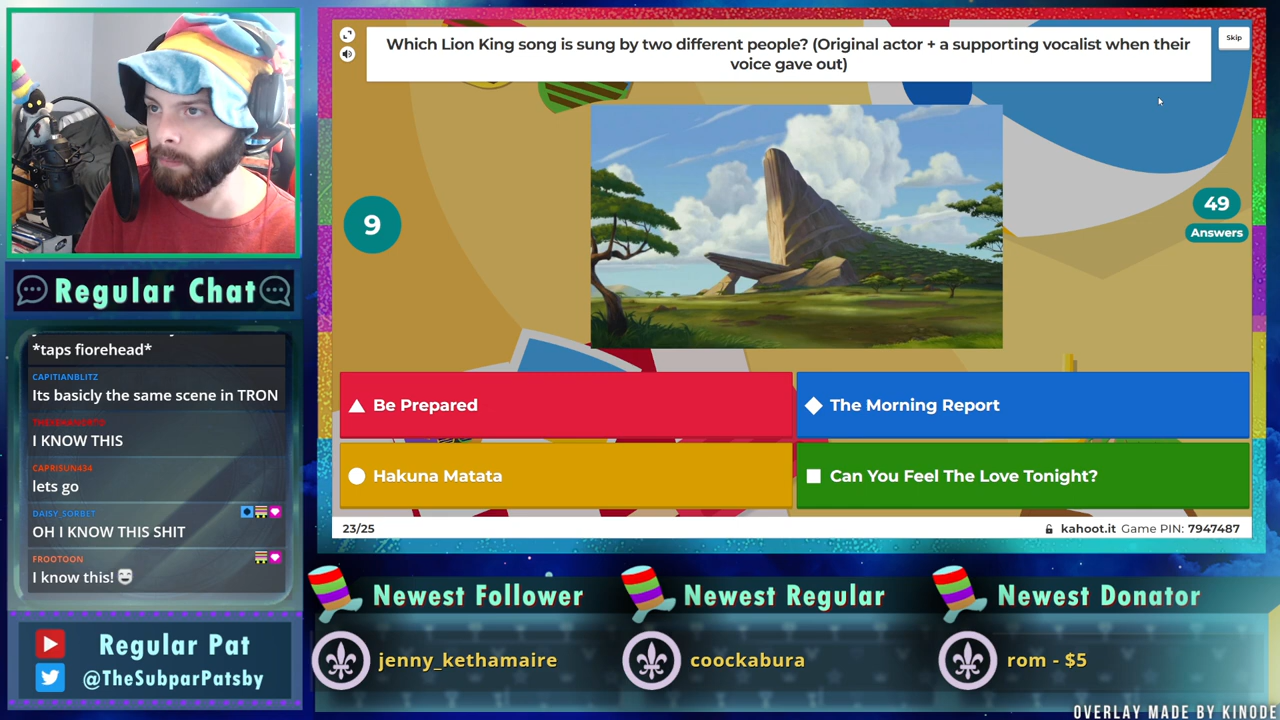 Which Lion King song is sung by two different people? (Original actor + a supporting vocalist when their
voice gave out)
Skip
9
49
Answers
Be Prepared
The Morning Report
Hakuna Matata
Can You Feel The Love Tonight?
23/25
kahoot.it Game PIN: 7947487
Regular Chat
*taps fiorehead*
CAPITIANBLITZ
Its basicly the same scene in TRON
I KNOW THIS
CAPRISUN434
lets go
DAISY_SORBET
OH I KNOW THIS SHIT
FROOTOON
I know this!
Regular Pat
@TheSubparPatsby
Newest Follower
jenny_kethamaire
Newest Regular
coockabura
Newest Donator
rom - $5
OVERLAY MADE BY KINODE